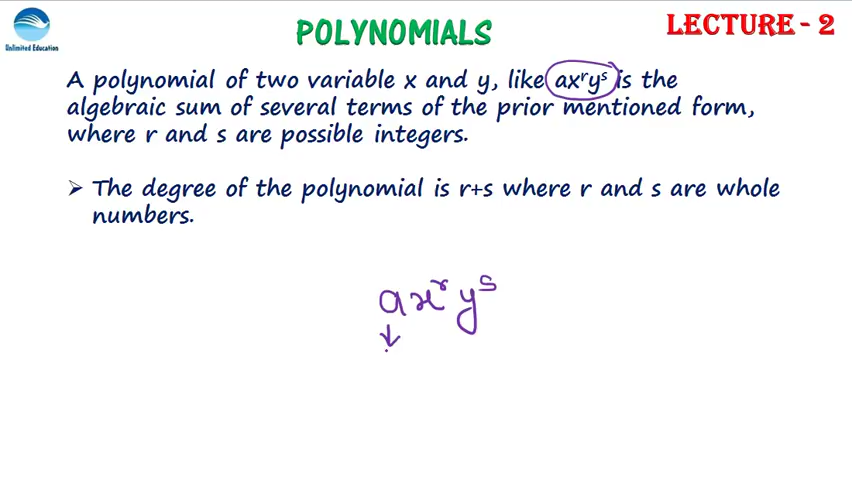 POLYNOMIALS
LECTURE - 2
Unlimited Education
A polynomial of two variable x and y, like axʳyˢ is the
algebraic sum of several terms of the prior mentioned form,
where r and s are possible integers.
➢ The degree of the polynomial is r+s where r and s are whole
numbers.
axʳyˢ